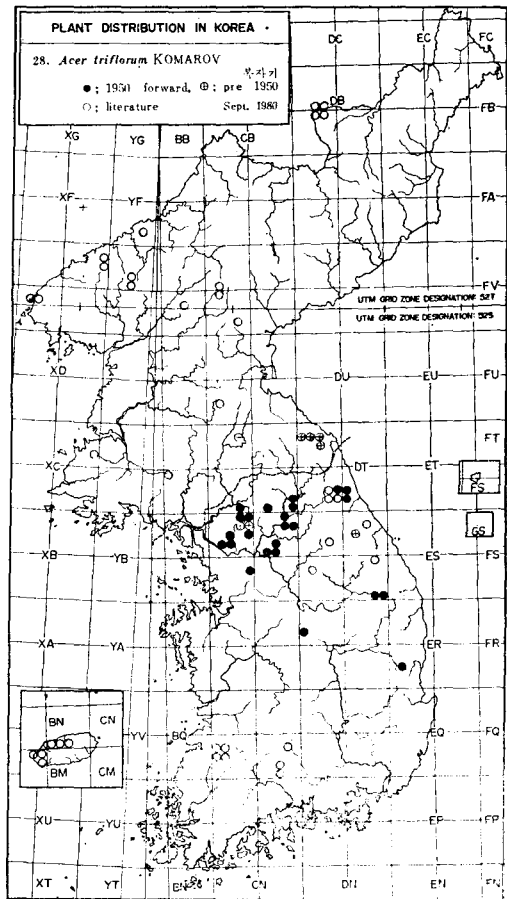 PLANT DISTRIBUTION IN KOREA
28. Acer triflorum KOMAROV
복자기
● ; 1950 forward, ⊕ ; pre 1950
○ ; literature Sept. 1980
DC EC FC
DB FB
XG YG BB CB
XF YF FA
FV
UTM GRID ZONE DESIGNATION: 52T
UTM GRID ZONE DESIGNATION: 52S
XD DU EU FU
FT
XC DT ET
FS
GS
XB YB ES FS
XA YA ER FR
BN CN
YV BQ EQ FQ
BM CM
XU YU EP FP
XT YT BN CN DN EN FN